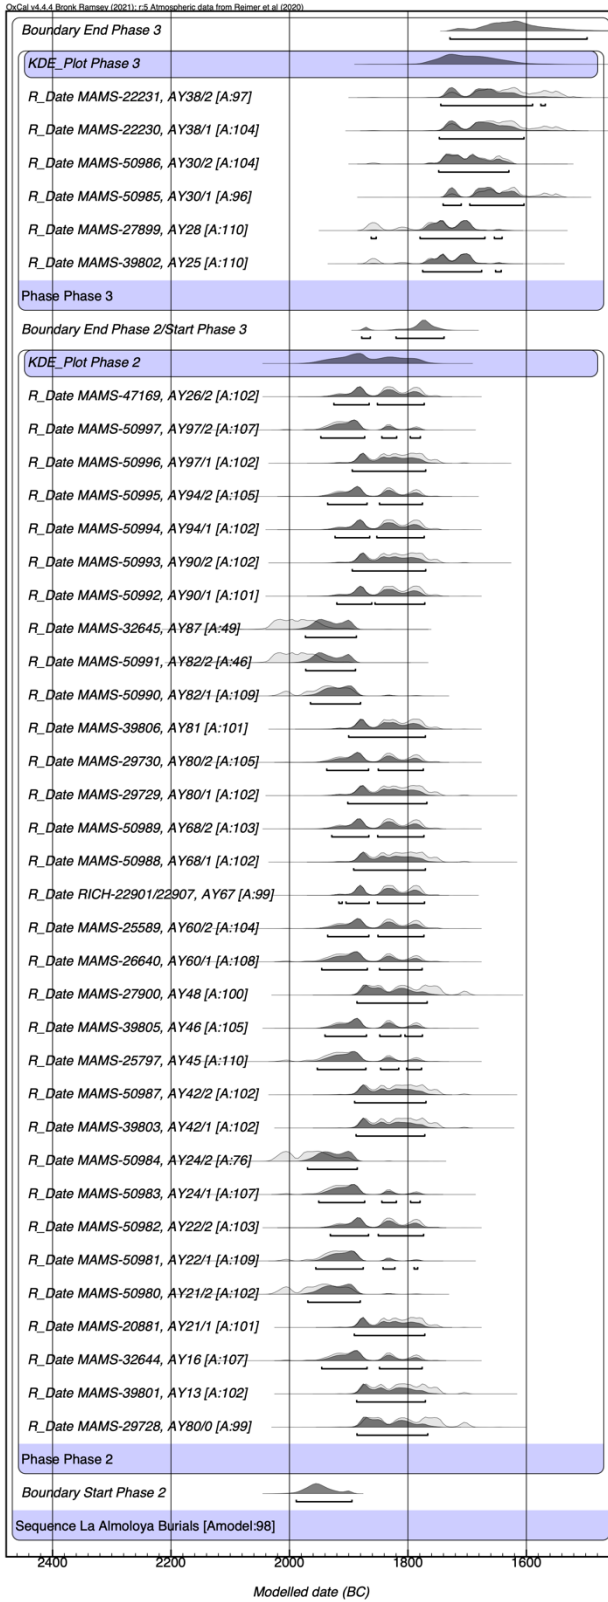 OxCal v4.4.4 Bronk Ramsey (2021); r:5 Atmospheric data from Reimer et al (2020)
Boundary End Phase 3
KDE_Plot Phase 3
R_Date MAMS-22231, AY38/2 [A:97]
R_Date MAMS-22230, AY38/1 [A:104]
R_Date MAMS-50986, AY30/2 [A:104]
R_Date MAMS-50985, AY30/1 [A:96]
R_Date MAMS-27899, AY28 [A:110]
R_Date MAMS-39802, AY25 [A:110]
Phase Phase 3
Boundary End Phase 2/Start Phase 3
KDE_Plot Phase 2
R_Date MAMS-47169, AY26/2 [A:102]
R_Date MAMS-50997, AY97/2 [A:107]
R_Date MAMS-50996, AY97/1 [A:102]
R_Date MAMS-50995, AY94/2 [A:105]
R_Date MAMS-50994, AY94/1 [A:102]
R_Date MAMS-50993, AY90/2 [A:102]
R_Date MAMS-50992, AY90/1 [A:101]
R_Date MAMS-32645, AY87 [A:49]
R_Date MAMS-50991, AY82/2 [A:46]
R_Date MAMS-50990, AY82/1 [A:109]
R_Date MAMS-39806, AY81 [A:101]
R_Date MAMS-29730, AY80/2 [A:105]
R_Date MAMS-29729, AY80/1 [A:102]
R_Date MAMS-50989, AY68/2 [A:103]
R_Date MAMS-50988, AY68/1 [A:102]
R_Date RICH-22901/22907, AY67 [A:99]
R_Date MAMS-25589, AY60/2 [A:104]
R_Date MAMS-26640, AY60/1 [A:108]
R_Date MAMS-27900, AY48 [A:100]
R_Date MAMS-39805, AY46 [A:105]
R_Date MAMS-25797, AY45 [A:110]
R_Date MAMS-50987, AY42/2 [A:102]
R_Date MAMS-39803, AY42/1 [A:102]
R_Date MAMS-50984, AY24/2 [A:76]
R_Date MAMS-50983, AY24/1 [A:107]
R_Date MAMS-50982, AY22/2 [A:103]
R_Date MAMS-50981, AY22/1 [A:109]
R_Date MAMS-50980, AY21/2 [A:102]
R_Date MAMS-20881, AY21/1 [A:101]
R_Date MAMS-32644, AY16 [A:107]
R_Date MAMS-39801, AY13 [A:102]
R_Date MAMS-29728, AY80/0 [A:99]
Phase Phase 2
Boundary Start Phase 2
Sequence La Almoloya Burials [Amodel:98]
2400 2200 2000 1800 1600
Modelled date (BC)